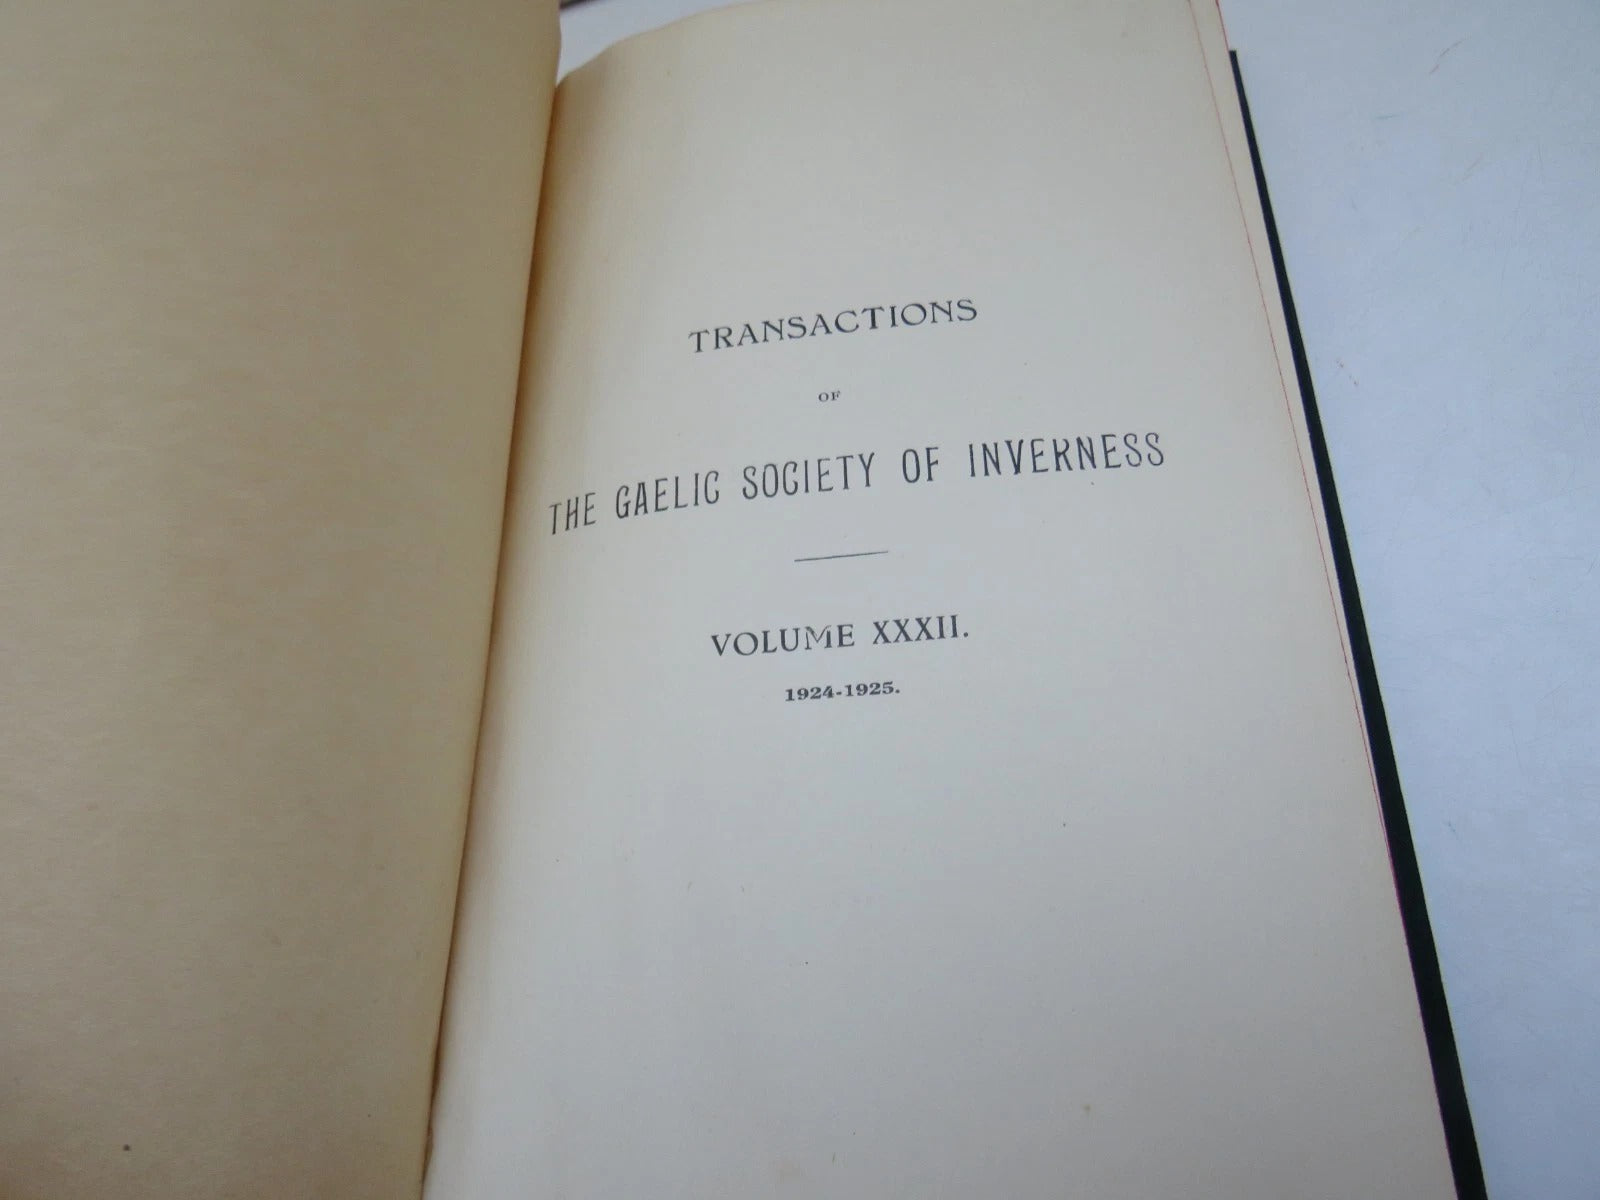 TRANSACTIONS
OF
THE GAELIC SOCIETY OF INVERNESS
VOLUME XXXII.
1924-1925.